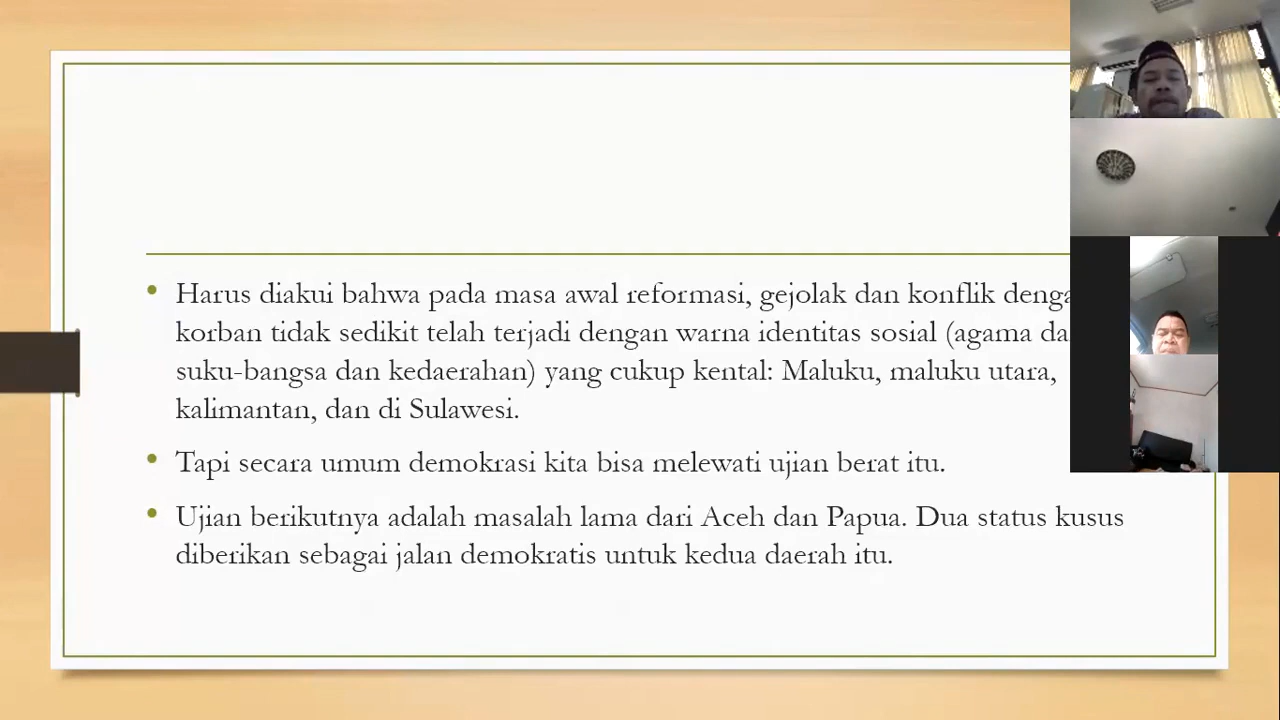 • Harus diakui bahwa pada masa awal reformasi, gejolak dan konflik denga
korban tidak sedikit telah terjadi dengan warna identitas sosial (agama da
suku-bangsa dan kedaerahan) yang cukup kental: Maluku, maluku utara,
kalimantan, dan di Sulawesi.
• Tapi secara umum demokrasi kita bisa melewati ujian berat itu.
• Ujian berikutnya adalah masalah lama dari Aceh dan Papua. Dua status kusus
diberikan sebagai jalan demokratis untuk kedua daerah itu.